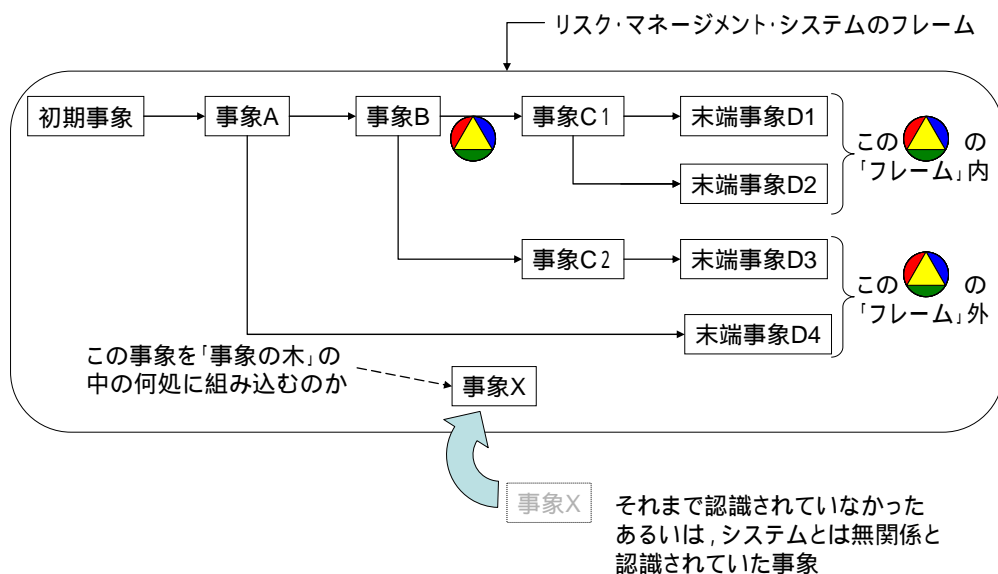 リスク・マネージメント・システムのフレーム
初期事象
事象A
事象B
事象C1
末端事象D1
末端事象D2
この の
「フレーム」内
事象C2
末端事象D3
この の
「フレーム」外
末端事象D4
この事象を「事象の木」の
中の何処に組み込むのか
事象X
事象X
それまで認識されていなかった
あるいは,システムとは無関係と
認識されていた事象